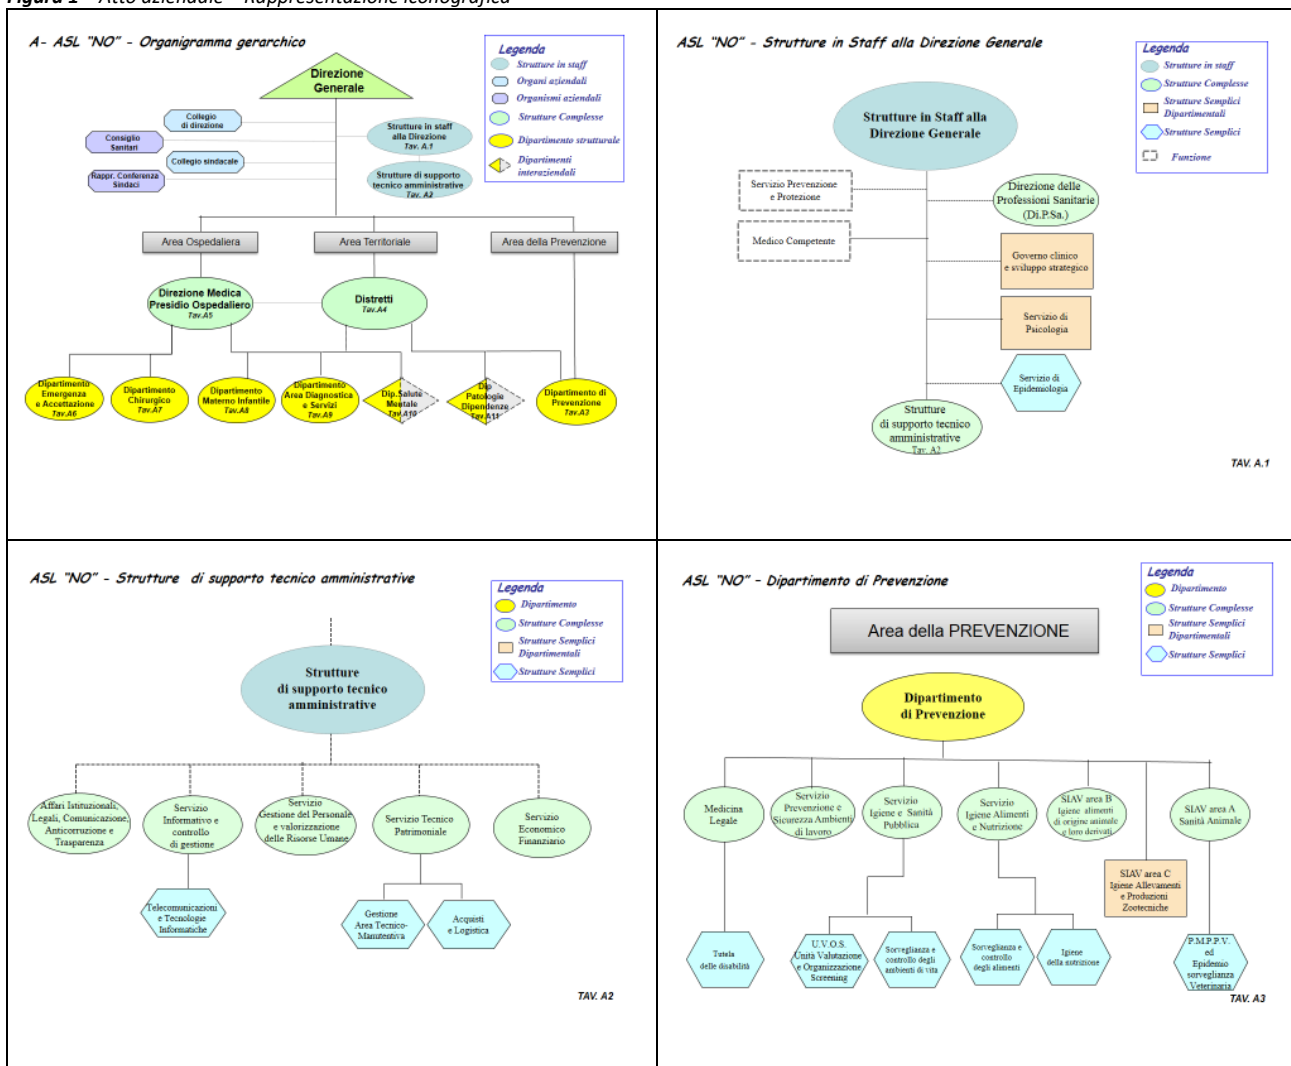 Figura 1 – Atto aziendale – Rappresentazione iconografica
A- ASL "NO" - Organigramma gerarchico
Legenda
Strutture in staff
Organi aziendali
Organismi aziendali
Strutture Complesse
Dipartimento strutturale
Dipartimenti
interaziendali
Direzione
Generale
Collegio
di direzione
Consiglio
Sanitari
Collegio sindacale
Rappr. Conferenza
Sindaci
Strutture in staff
alla Direzione
Tav. A.1
Strutture di supporto
tecnico amministrative
Tav. A2
Area Ospedaliera
Area Territoriale
Area della Prevenzione
Direzione Medica
Presidio Ospedaliero
Tav.A5
Distretti
Tav.A4
Dipartimento
Emergenza
e Accettazione
Tav.A6
Dipartimento
Chirurgico
Tav.A7
Dipartimento
Materno Infantile
Tav.A8
Dipartimento
Area Diagnostica
e Servizi
Tav.A9
Dip.Salute
Mentale
Tav.A10
Dip
Patologie
Dipendenze
Tav.A11
Dipartimento di
Prevenzione
Tav.A3
ASL "NO" - Strutture in Staff alla Direzione Generale
Legenda
Strutture in staff
Strutture Complesse
Strutture Semplici
Dipartimentali
Strutture Semplici
Funzione
Strutture in Staff alla
Direzione Generale
Servizio Prevenzione
e Protezione
Medico Competente
Direzione delle
Professioni Sanitarie
(Di.P.Sa.)
Governo clinico
e sviluppo strategico
Servizio di
Psicologia
Servizio di
Epidemiologia
Strutture
di supporto tecnico
amministrative
Tav. A2
TAV. A.1
ASL "NO" - Strutture di supporto tecnico amministrative
Legenda
Dipartimento
Strutture Complesse
Strutture Semplici
Dipartimentali
Strutture Semplici
Strutture
di supporto tecnico
amministrative
Affari Istituzionali,
Legali, Comunicazione,
Anticorruzione e
Trasparenza
Servizio
Informativo e
controllo
di gestione
Servizio
Gestione del Personale
e valorizzazione
delle Risorse Umane
Servizio Tecnico
Patrimoniale
Servizio
Economico
Finanziario
Telecomunicazioni
e Tecnologie
Informatiche
Gestione
Area Tecnico-
Manutentiva
Acquisti
e Logistica
TAV. A2
ASL "NO" - Dipartimento di Prevenzione
Legenda
Dipartimento
Strutture Complesse
Strutture Semplici
Dipartimentali
Strutture Semplici
Area della PREVENZIONE
Dipartimento
di Prevenzione
Medicina
Legale
Servizio
Prevenzione e
Sicurezza Ambienti
di lavoro
Servizio
Igiene e Sanità
Pubblica
Servizio
Igiene Alimenti
e Nutrizione
SIAV area B
Igiene alimenti
di origine animale
e loro derivati
SIAV area A
Sanità Animale
SIAV area C
Igiene Allevamenti
e Produzioni
Zootecniche
Tutela
delle disabilità
U.V.O.S.
Unità Valutazione
e Organizzazione
Screening
Sorveglianza e
controllo degli
ambienti di vita
Sorveglianza e
controllo
degli alimenti
Igiene
della nutrizione
P.M.P.P.V.
ed
Epidemio
sorveglianza
Veterinaria
TAV. A3